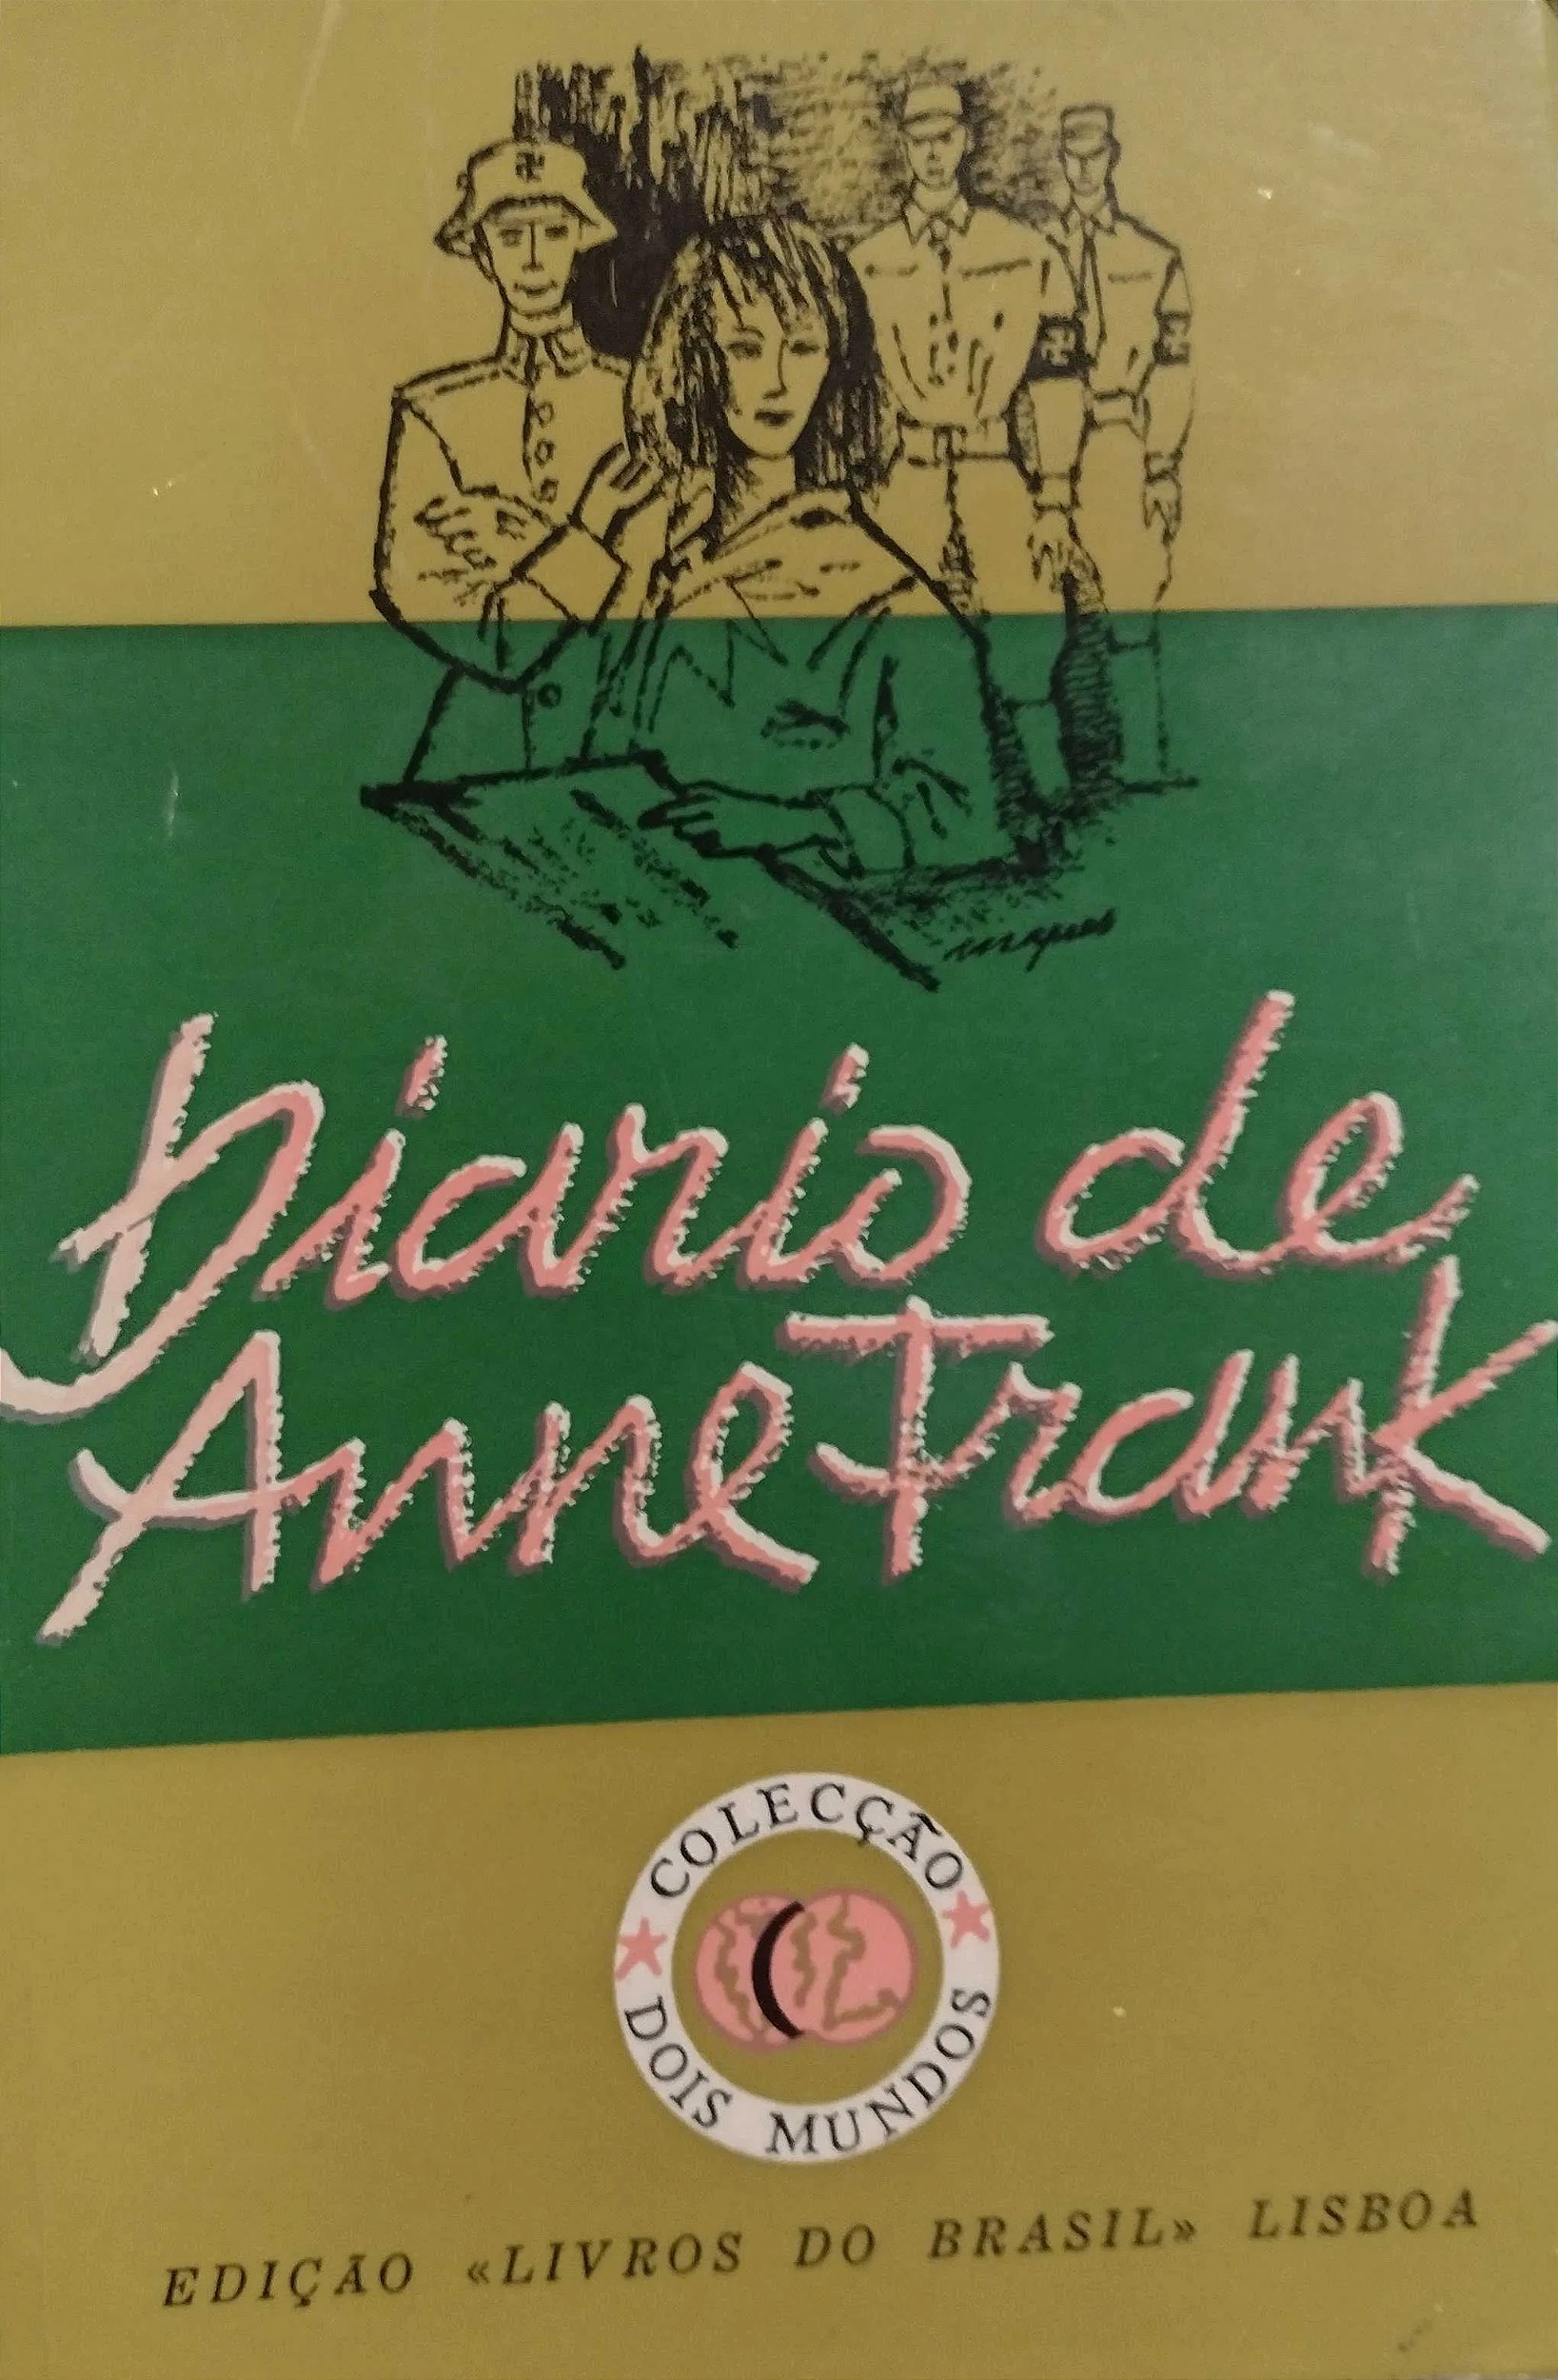 Diario de
Anne Frank
COLECÇÃO
DOIS MUNDOS
EDIÇÃO «LIVROS DO BRASIL» LISBOA